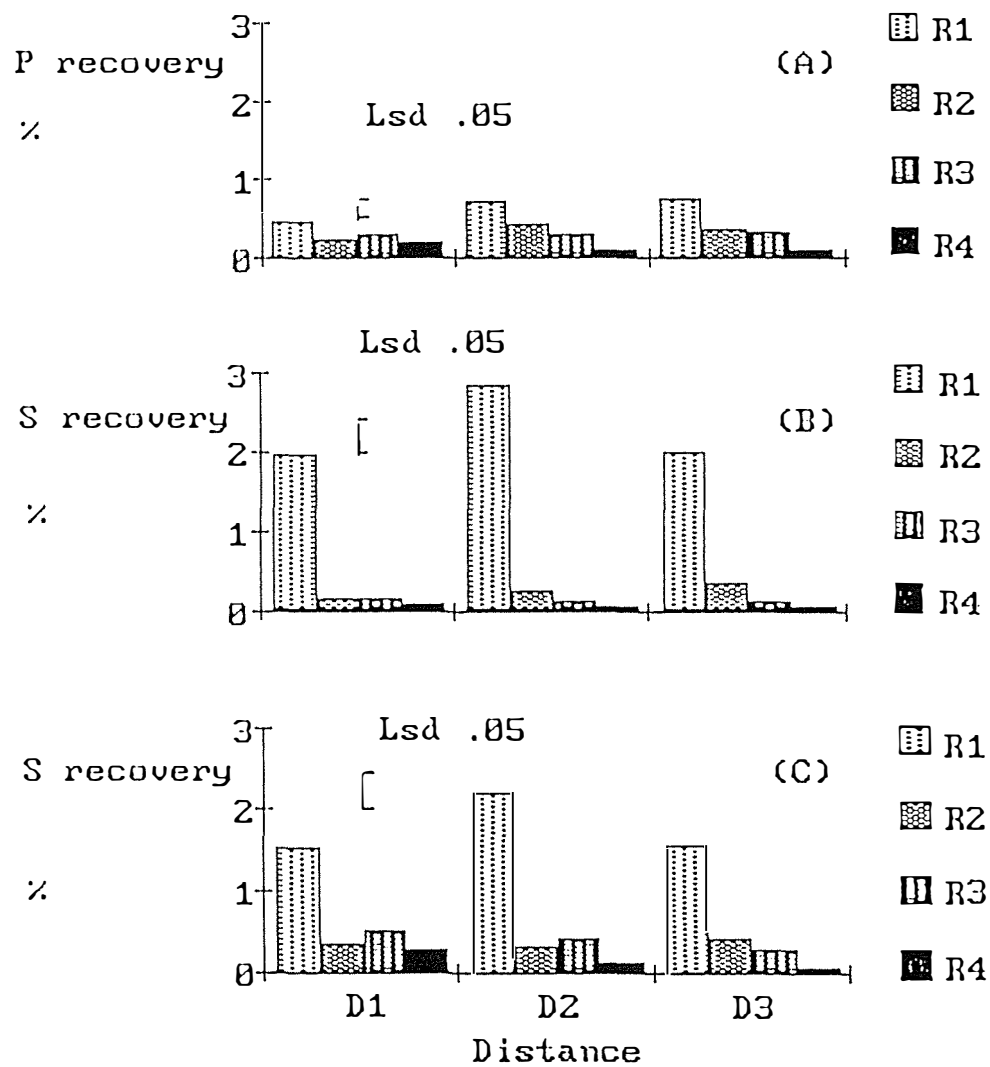 3
P recovery
%
(A)
2
Lsd .05
1
0
R1
R2
R3
R4
Lsd .05
3
S recovery
%
(B)
2
1
0
R1
R2
R3
R4
3
Lsd .05
S recovery
%
(C)
2
1
0
R1
R2
R3
R4
D1 D2 D3
Distance